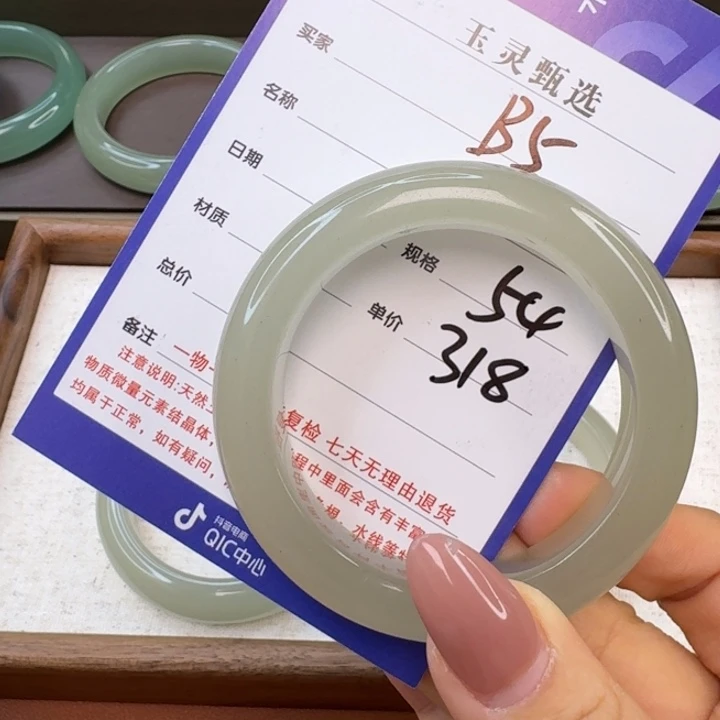 玉灵甄选
B5
买家
名称
日期
材质
规格 54
总价
单价 318
备注 一物一
复检 七天无理由退货
注意说明:天然
程中里面会含有丰富
物质微量元素结晶体,
水线等
均属于正常,如有疑问,
抖音电商
QIC中心